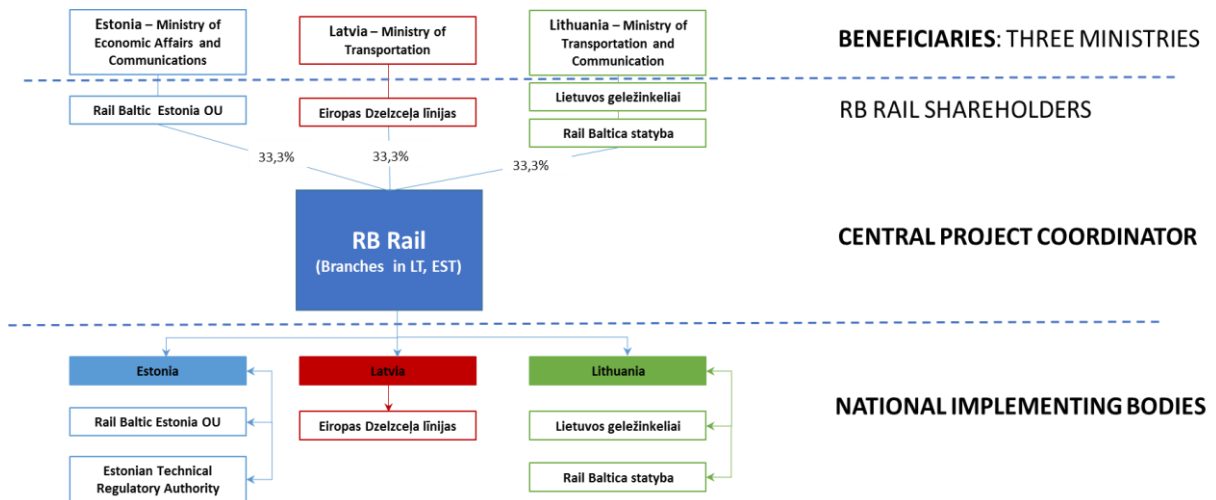 Estonia – Ministry of
Economic Affairs and
Communications
Latvia – Ministry of
Transportation
Lithuania – Ministry of
Transportation and
Communication
BENEFICIARIES: THREE MINISTRIES
Rail Baltic Estonia OU
Eiropas Dzelzceļa līnijas
Lietuvos geležinkeliai
Rail Baltica statyba
RB RAIL SHAREHOLDERS
33,3%
33,3%
33,3%
RB Rail
(Branches in LT, EST)
CENTRAL PROJECT COORDINATOR
Estonia
Latvia
Lithuania
Rail Baltic Estonia OU
Eiropas Dzelzceļa līnijas
Lietuvos geležinkeliai
NATIONAL IMPLEMENTING BODIES
Estonian Technical
Regulatory Authority
Rail Baltica statyba